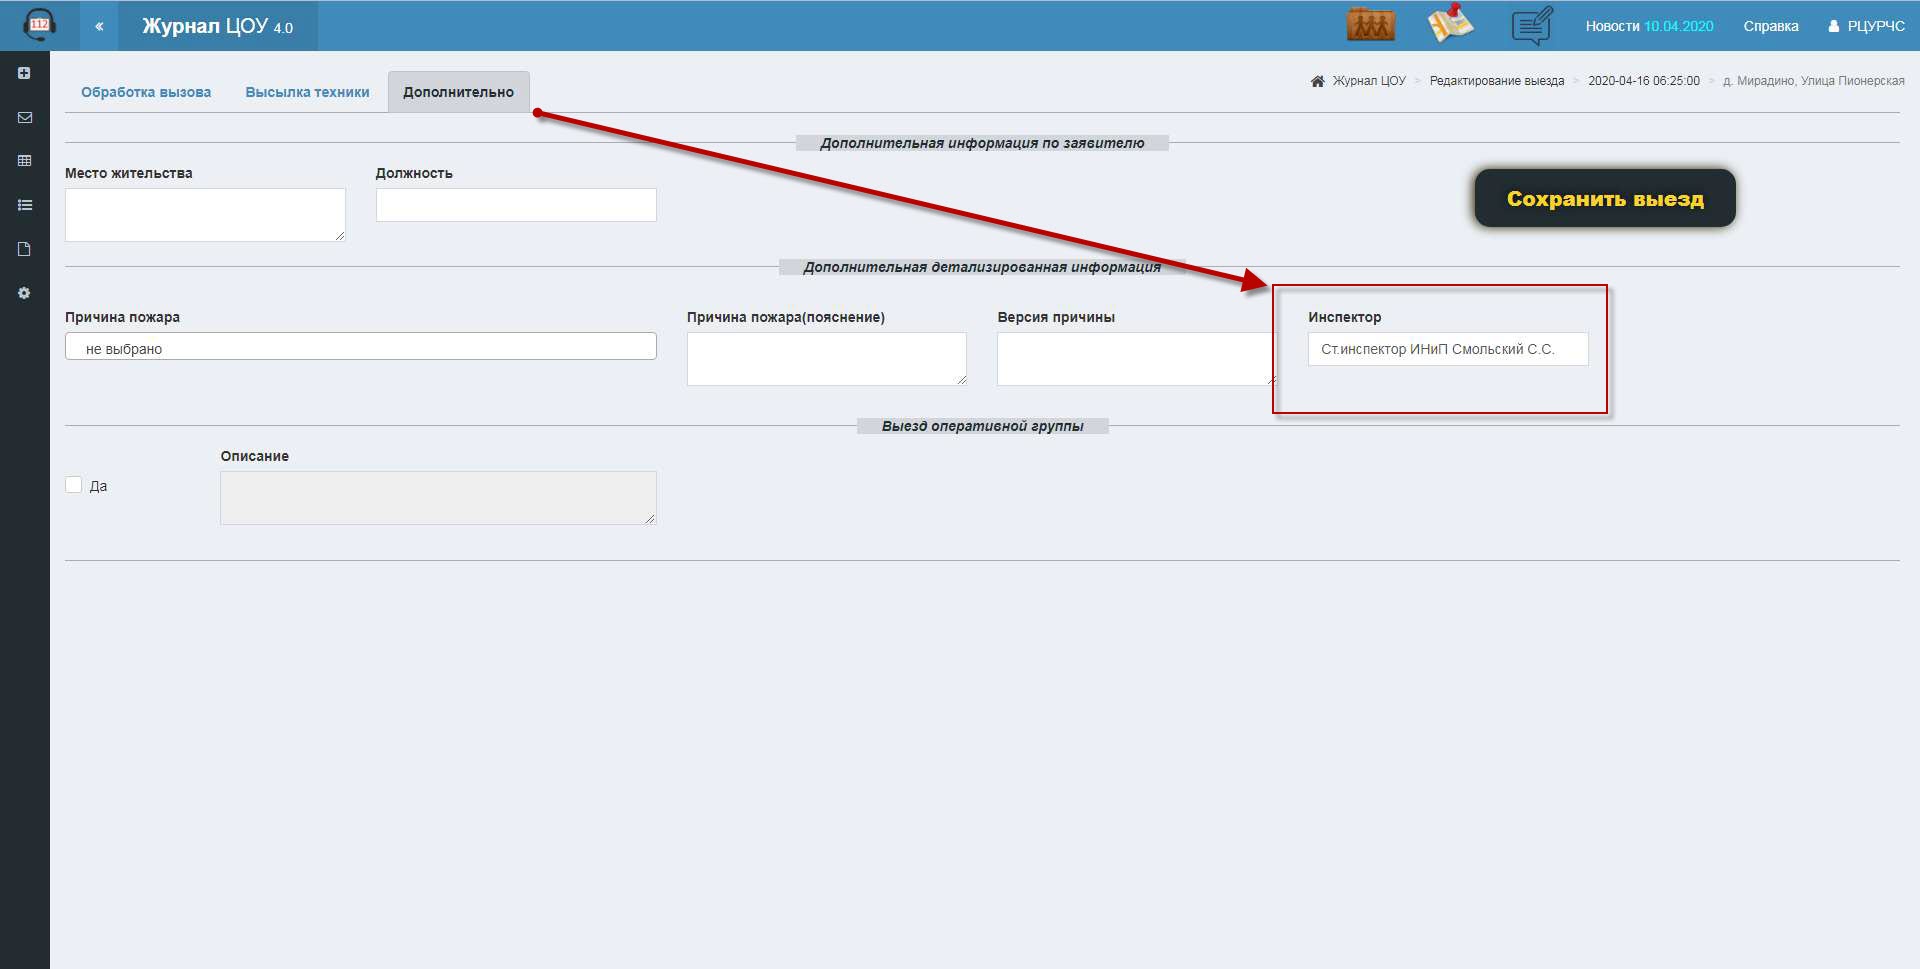 112
«
Журнал ЦОУ 4.0
Новости 10.04.2020
Справка
РЦУРЧС
Обработка вызова
Высылка техники
Дополнительно
Журнал ЦОУ > Редактирование выезда > 2020-04-16 06:25:00 > д. Мирадино, Улица Пионерская
Дополнительная информация по заявителю
Место жительства
Должность
Сохранить выезд
Дополнительная детализированная информация
Причина пожара
Причина пожара(пояснение)
Версия причины
Инспектор
не выбрано
Ст.инспектор ИНиП Смольский С.С.
Выезд оперативной группы
Описание
Да